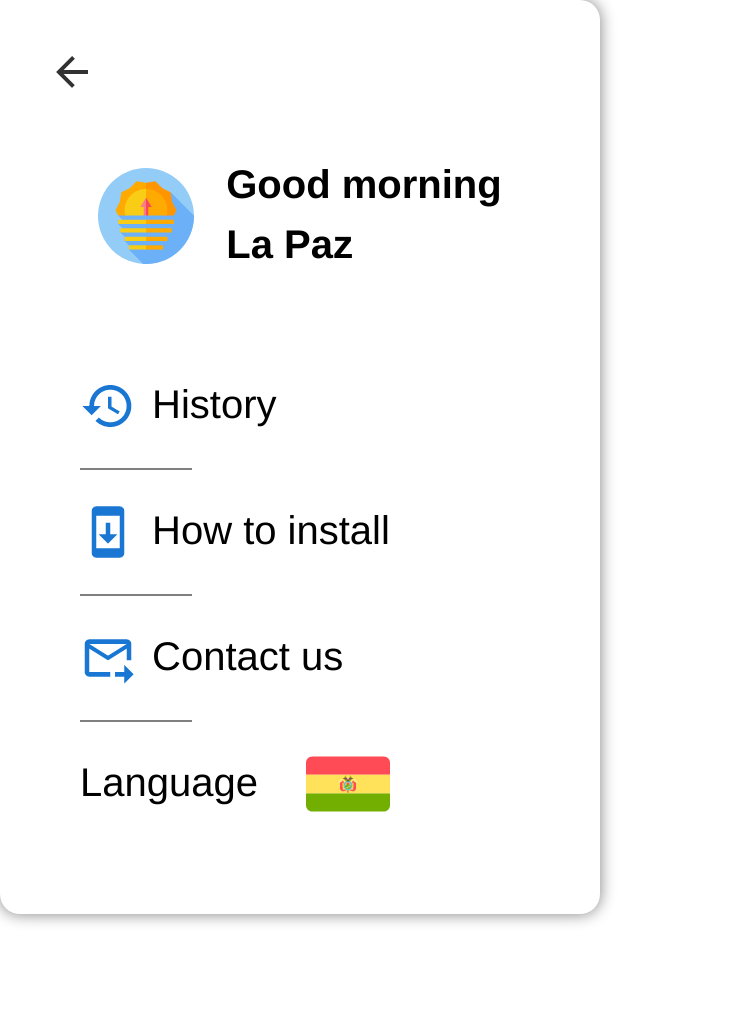 Good morning
La Paz
History
How to install
Contact us
Language